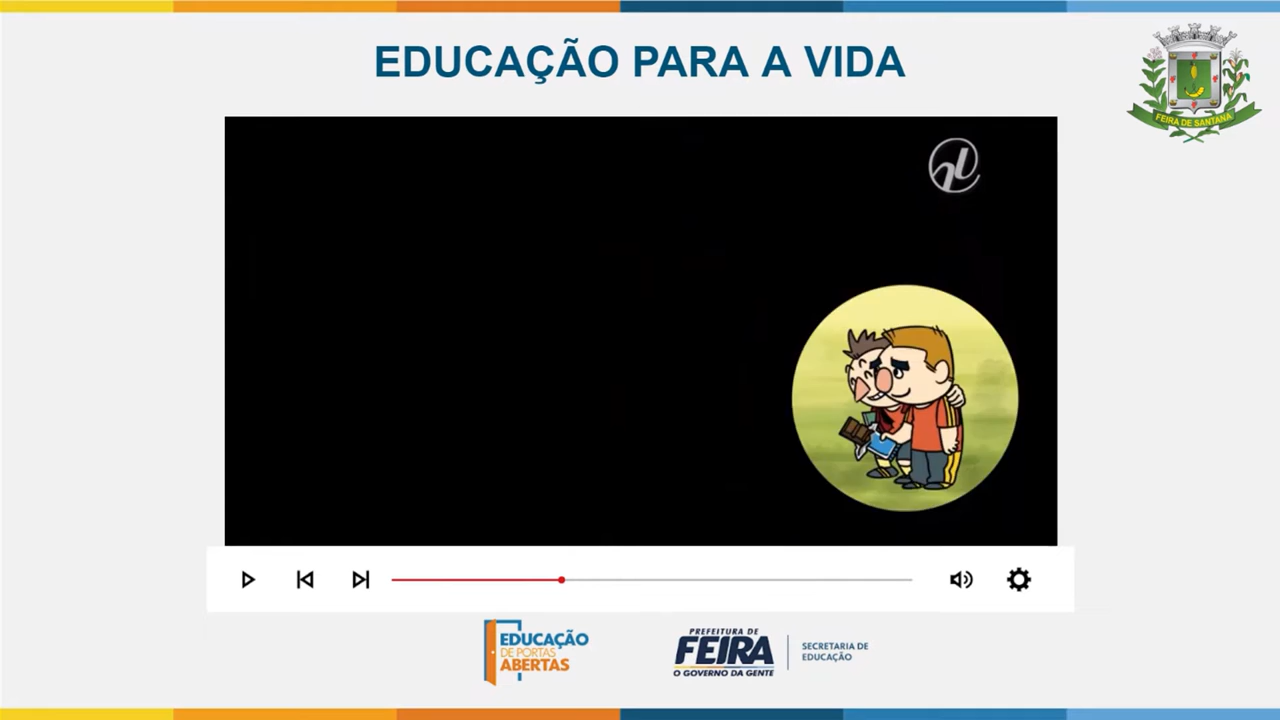 EDUCAÇÃO PARA A VIDA
FEIRA DE SANTANA
EDUCAÇÃO
DE PORTAS
ABERTAS
PREFEITURA DE
FEIRA
O GOVERNO DA GENTE
SECRETARIA DE
EDUCAÇÃO